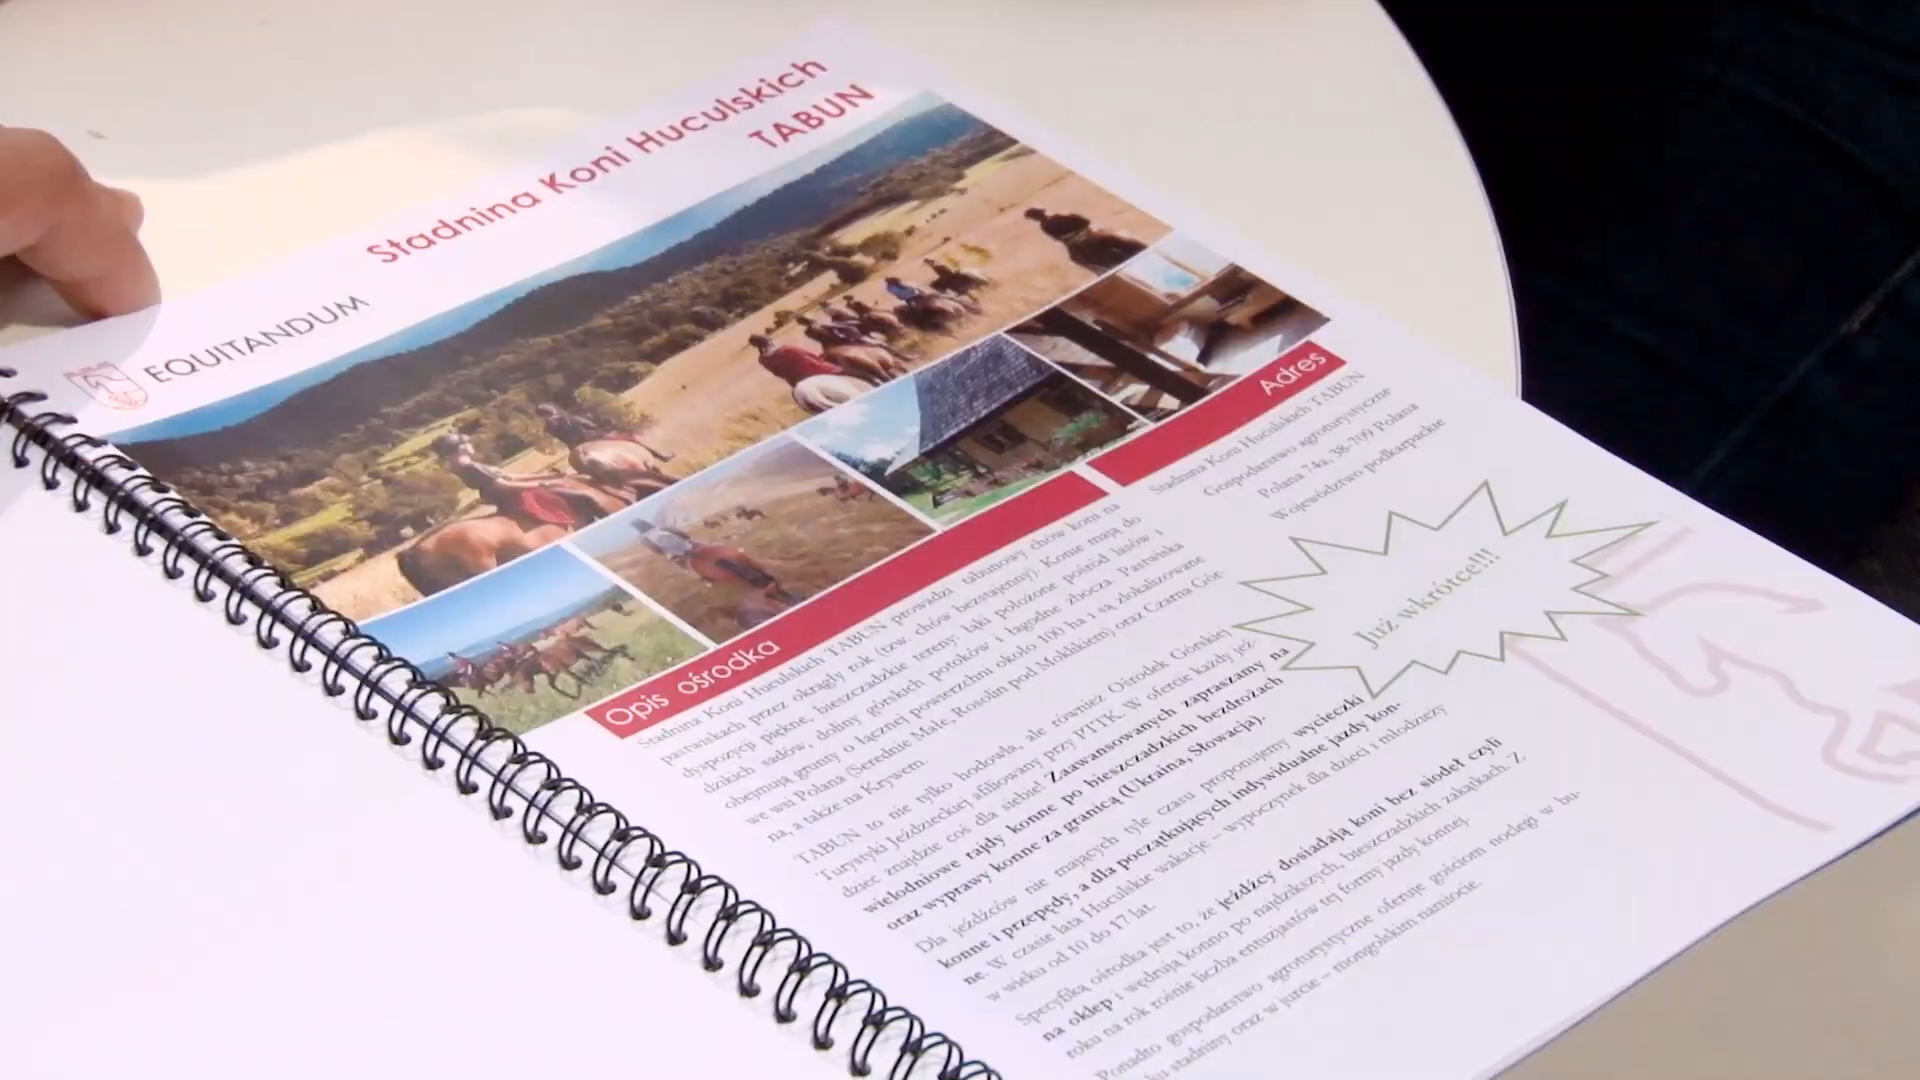 Stadnina Koni Huculskich
TABUN
EQUITANDUM
Adres
Stadnina Koni Huculskich TABUN
Gospodarstwo agroturystyczne
Polana 74a, 38-709 Polana
Województwo podkarpackie
Już wkrótce!!!
Opis ośrodka
Stadnina Koni Huculskich TABUN prowadzi tabunowy chów koni na
pastwiskach przez okrągły rok (tzw. chów bezstajenny). Konie mają do
dyspozycji piękne, bieszczadzkie tereny: łąki położone pośród lasów i
dzikich sadów, doliny górskich potoków i łagodne zbocza. Pastwiska
obejmują grunty o łącznej powierzchni około 100 ha i są zlokalizowane
we wsi Polana (Serednie Małe, Rosolin pod Moklikiem) oraz Czarna Gór-
na, a także na Krywem.
TABUN to nie tylko hodowla, ale również Ośrodek Górskiej
Turystyki Jeździeckiej afiliowany przy PTTK. W ofercie każdy jeź-
dziec znajdzie coś dla siebie! Zaawansowanych zapraszamy na
wielodniowe rajdy konne po bieszczadzkich bezdrożach
oraz wyprawy konne za granicą (Ukraina, Słowacja).
Dla jeźdźców nie mających tyle czasu proponujemy wycieczki
konne i przepędy, a dla początkujących indywidualne jazdy kon-
ne. W czasie lata Huculskie wakacje – wypoczynek dla dzieci i młodzieży
w wieku od 10 do 17 lat.
Specyfiką ośrodka jest to, że jeźdźcy dosiadają koni bez siodeł czyli
na oklep i wędrują konno po najdzikszych, bieszczadzkich zakątkach. Z
roku na rok rośnie liczba entuzjastów tej formy jazdy konnej.
Ponadto gospodarstwo agroturystyczne oferuje gościom noclegi w bu-
stadniny oraz w jurcie – mongolskim namiocie.